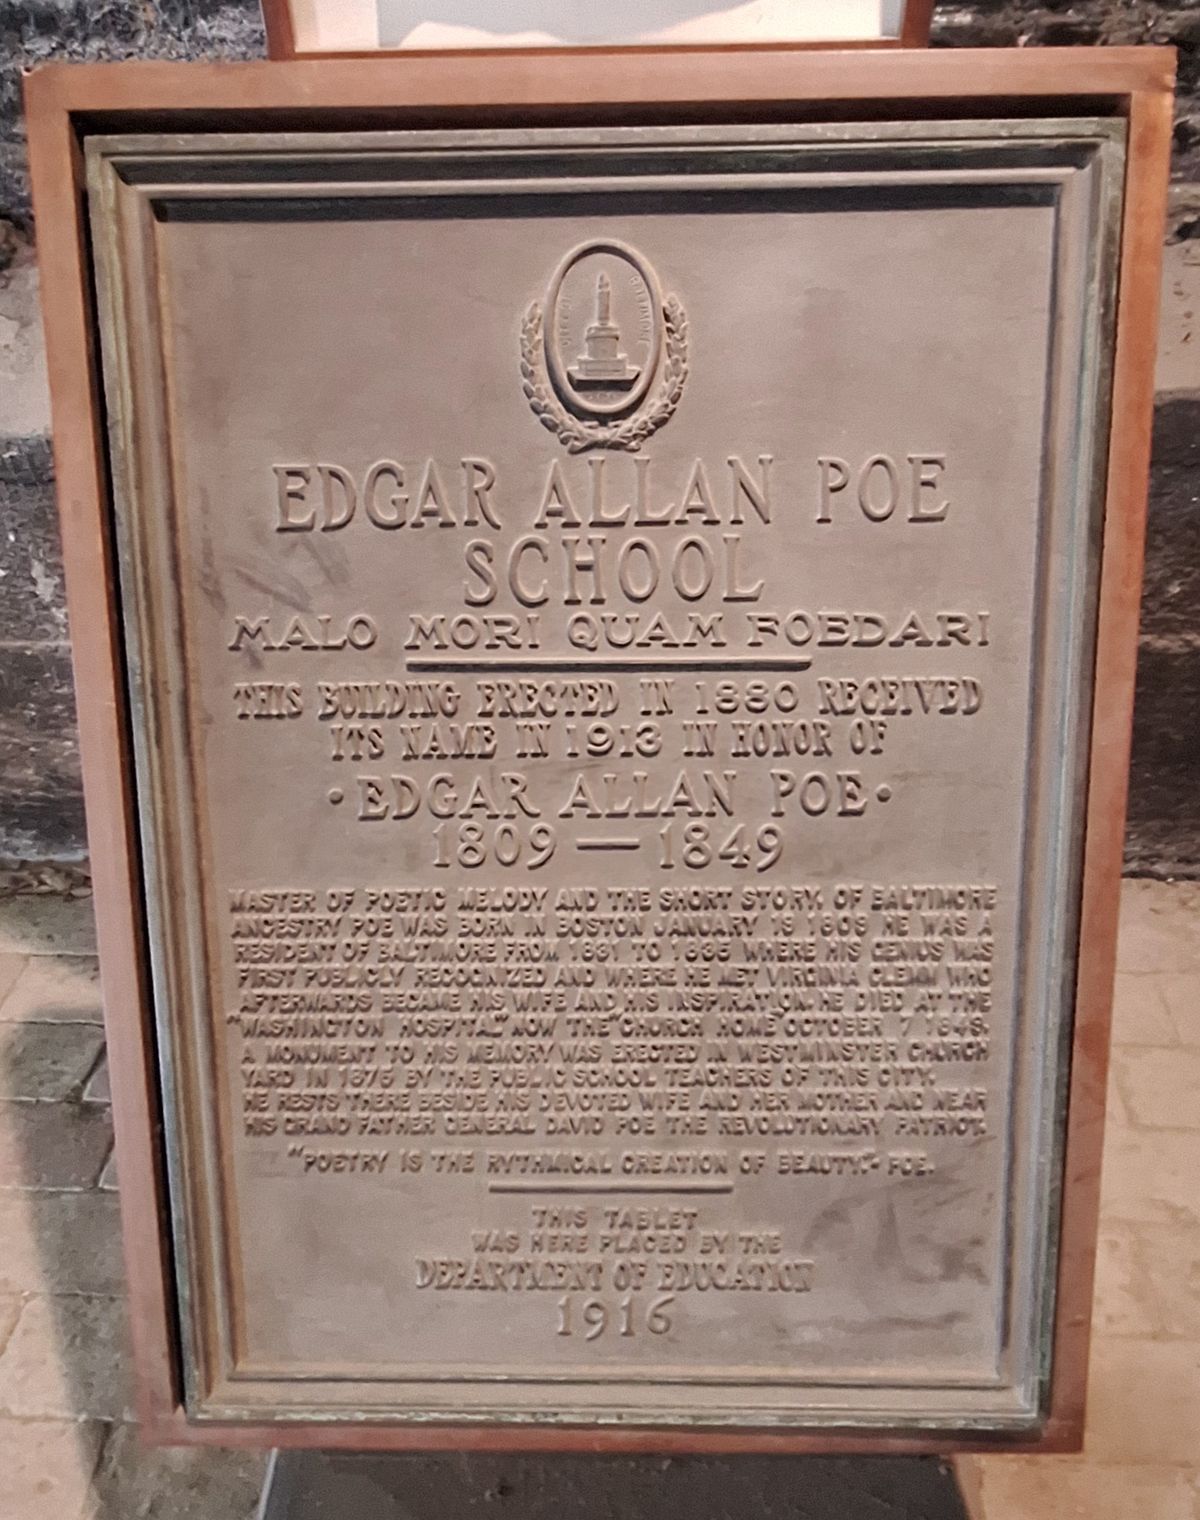 BALTIMORE
EDGAR ALLAN POE
SCHOOL
MALO MORI QUAM FOEDARI
THIS BUILDING ERECTED IN 1880 RECEIVED
ITS NAME IN 1913 IN HONOR OF
·EDGAR ALLAN POE·
1809 — 1849
MASTER OF POETIC MELODY AND THE SHORT STORY. OF BALTIMORE
ANCESTRY POE WAS BORN IN BOSTON JANUARY 19 1809 HE WAS A
RESIDENT OF BALTIMORE FROM 1831 TO 1835 WHERE HIS GENIUS WAS
FIRST PUBLICLY RECOGNIZED AND WHERE HE MET VIRGINIA CLEMM WHO
AFTERWARDS BECAME HIS WIFE AND HIS INSPIRATION. HE DIED AT THE
"WASHINGTON HOSPITAL" NOW THE "CHURCH HOME" OCTOBER 7 1849.
A MONUMENT TO HIS MEMORY WAS ERECTED IN WESTMINSTER CHURCH
YARD IN 1875 BY THE PUBLIC SCHOOL TEACHERS OF THIS CITY.
HE RESTS THERE BESIDE HIS DEVOTED WIFE AND HER MOTHER AND NEAR
HIS GRAND FATHER GENERAL DAVID POE THE REVOLUTIONARY PATRIOT.
"POETRY IS THE RYTHMICAL CREATION OF BEAUTY."- POE.
THIS TABLET
WAS HERE PLACED BY THE
DEPARTMENT OF EDUCATION
1916